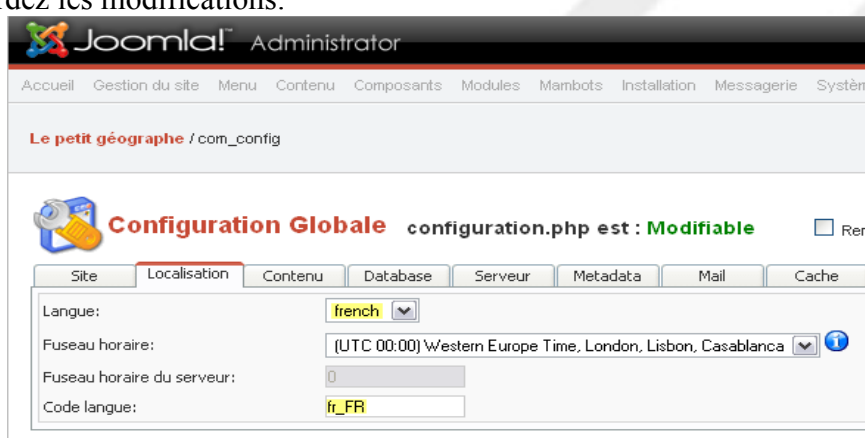 les modifications.
Joomla!™ Administrator
Accueil Gestion du site Menu Contenu Composants Modules Mambots Installation Messagerie
Le petit géographe / com_config
Configuration Globale configuration.php est : Modifiable
Site Localisation Contenu Database Serveur Metadata Mail Cache
Langue: french
Fuseau horaire: (UTC 00:00) Western Europe Time, London, Lisbon, Casablanca
Fuseau horaire du serveur: 0
Code langue: fr_FR